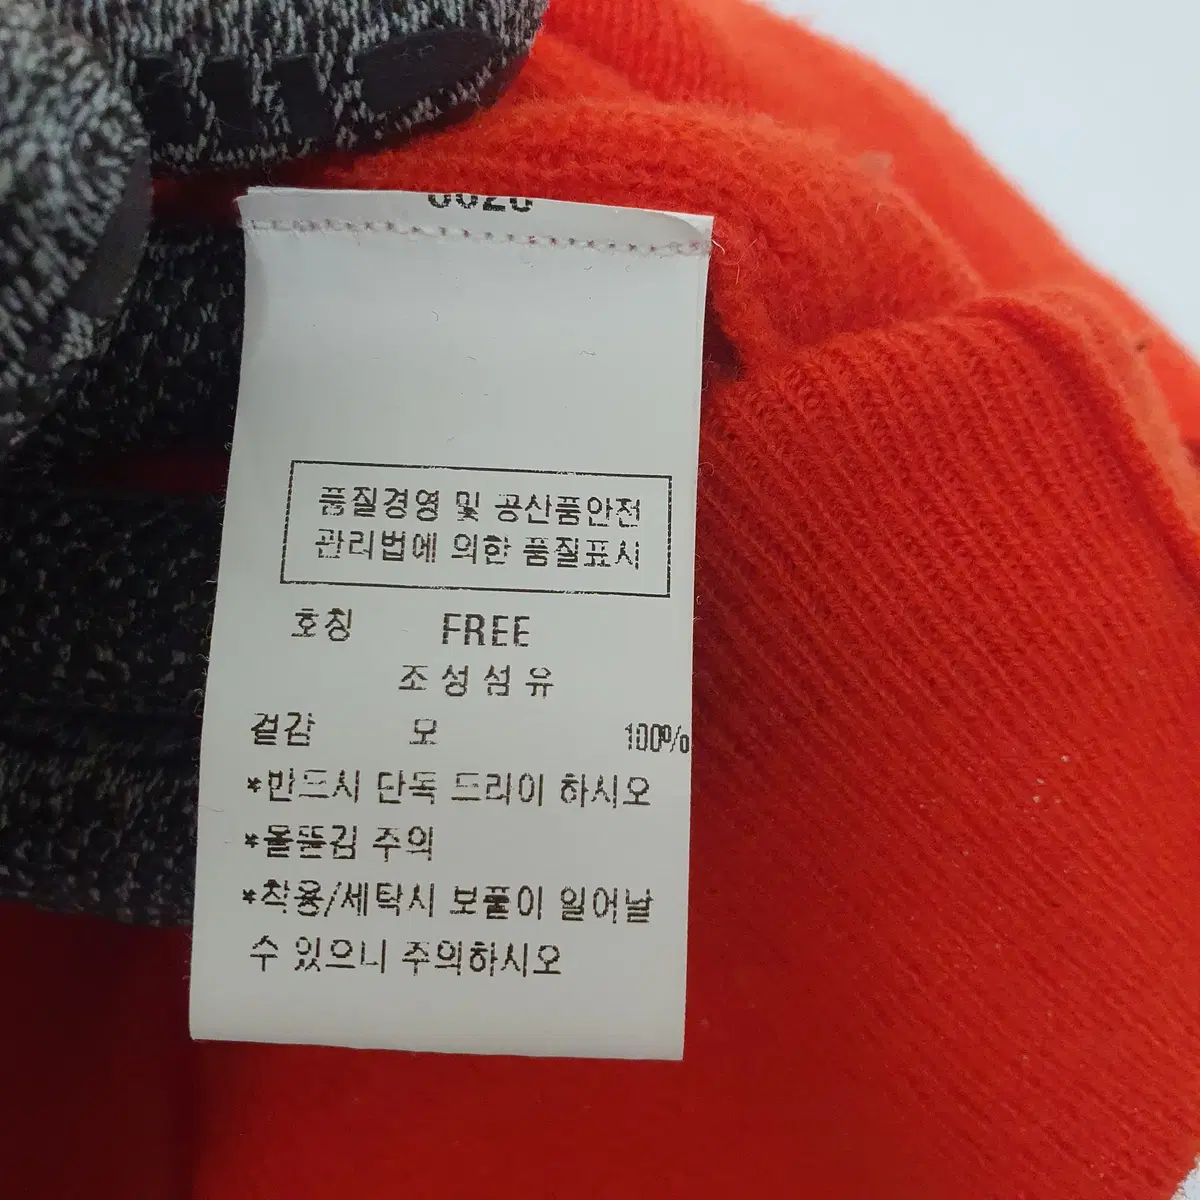 품질경영 및 공산품안전
관리법에 의한 품질표시
호칭 FREE
조성섬유
겉감 모 100%
*반드시 단독 드라이 하시오
*올뜯김 주의
*착용/세탁시 보풀이 일어날
수 있으니 주의하시오